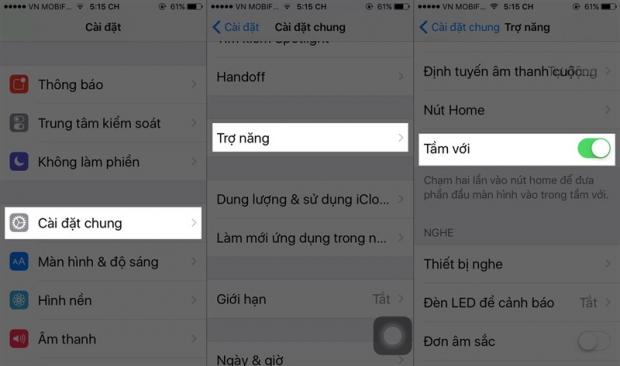 VN MOBIF... 5:15 CH 61%
Cài đặt
Thông báo
Trung tâm kiểm soát
Không làm phiền
Cài đặt chung
AA Màn hình & độ sáng
Hình nền
Âm thanh
VN MOBIF... 5:15 CH 61%
Cài đặt Cài đặt chung
Tìm kiếm Spotlight
Handoff
Trợ năng
Dung lượng & sử dụng iClo...
Làm mới ứng dụng trong n...
Giới hạn Tắt
Ngày & giờ
VN MOBIF... 5:15 CH 61%
Cài đặt chung Trợ năng
Định tuyến âm thanh cuộc...
Nút Home
Tầm với
Chạm hai lần vào nút home để đưa
phần đầu màn hình vào trong tầm với.
NGHE
Thiết bị nghe
Đèn LED để cảnh báo Tắt
Đơn âm sắc